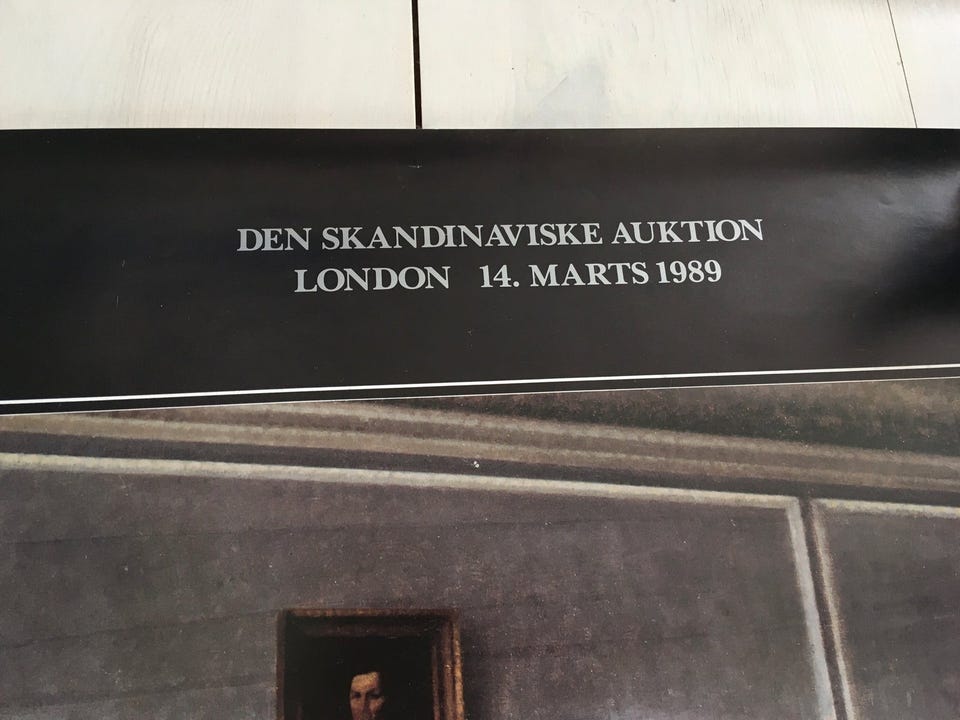 DEN SKANDINAVISKE AUKTION
LONDON 14. MARTS 1989